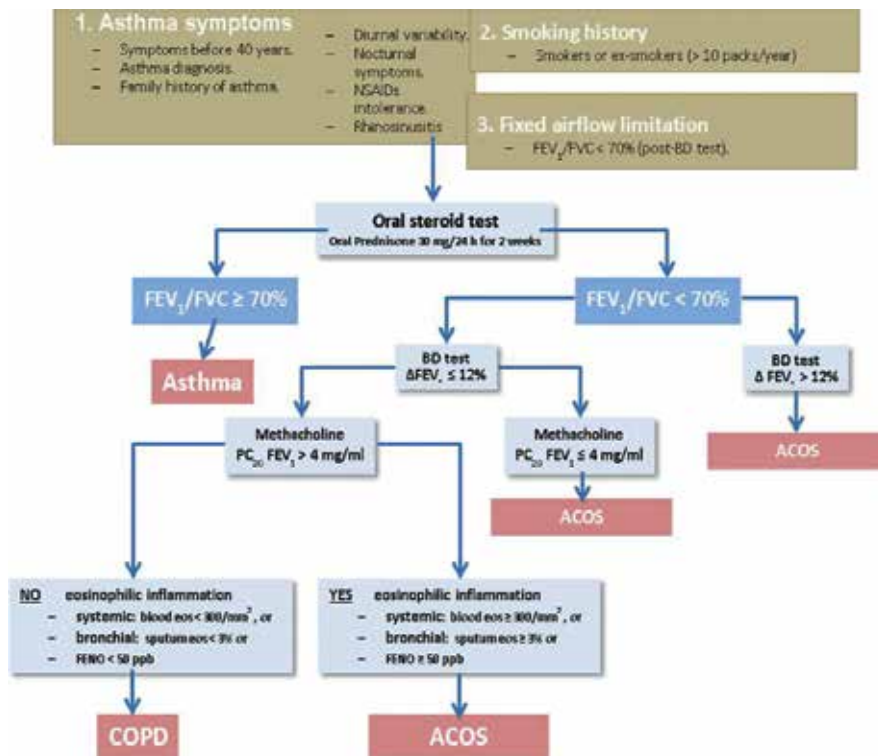 1. Asthma symptoms
– Symptoms before 40 years.
– Asthma diagnosis.
– Family history of asthma.
– Diurnal variability.
– Nocturnal
symptoms.
– NSAIDs
intolerance.
– Rhinosinusitis
2. Smoking history
– Smokers or ex-smokers (> 10 packs/year)
3. Fixed airflow limitation
– FEV₁/FVC < 70% (post-BD test).
Oral steroid test
Oral Prednisone 30 mg/24 h for 2 weeks
FEV₁/FVC ≥ 70%
FEV₁/FVC < 70%
Asthma
BD test
ΔFEV₁ ≤ 12%
BD test
Δ FEV₁ > 12%
Methacholine
PC₂₀ FEV₁ > 4 mg/ml
Methacholine
PC₂₀ FEV₁ ≤ 4 mg/ml
ACOS
ACOS
NO eosinophilic inflammation
– systemic: blood eos < 300/mm², or
– bronchial: sputum eos < 3% or
– FENO < 50 ppb
YES eosinophilic inflammation
– systemic: blood eos ≥ 300/mm², or
– bronchial: sputum eos ≥ 3% or
– FENO ≥ 50 ppb
COPD
ACOS